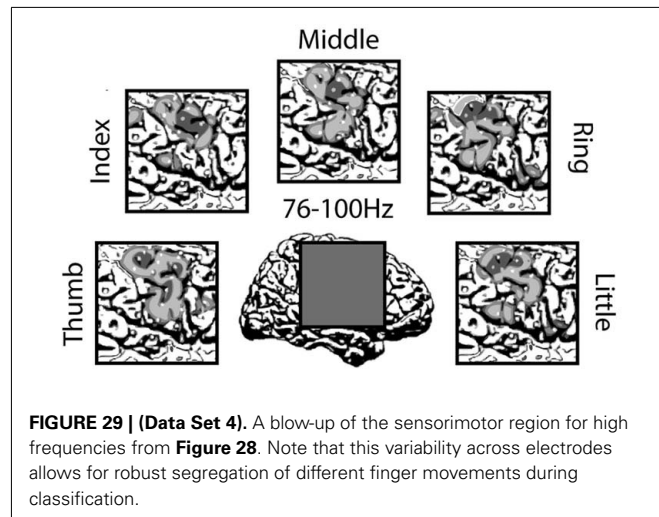 Middle
Index
Ring
76-100Hz
Thumb
Little
FIGURE 29 | (Data Set 4). A blow-up of the sensorimotor region for high
frequencies from Figure 28. Note that this variability across electrodes
allows for robust segregation of different finger movements during
classification.